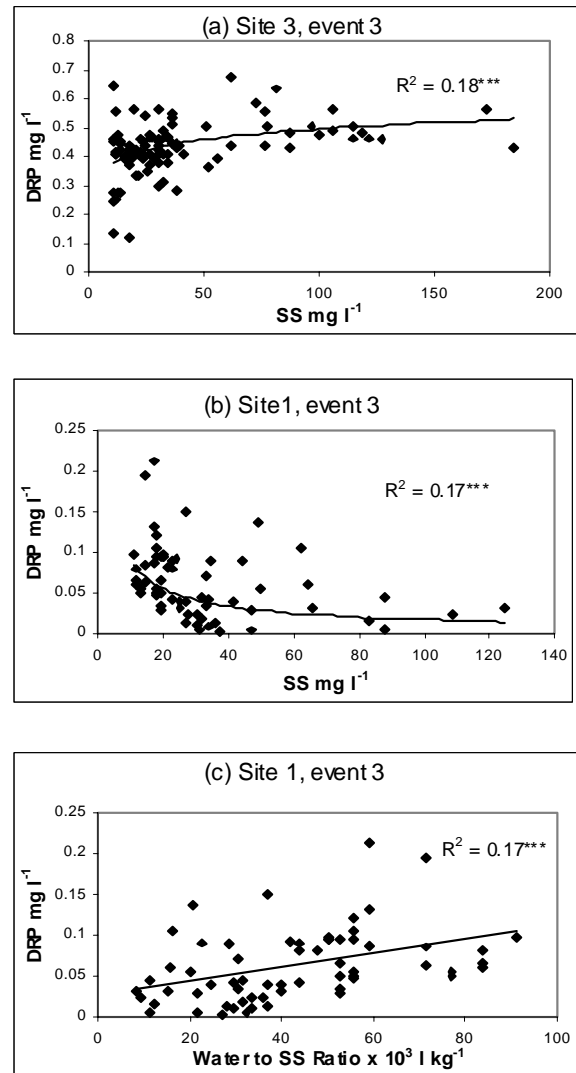 (a) Site 3, event 3
R² = 0.18***
DRP mg l⁻¹
0.8
0.7
0.6
0.5
0.4
0.3
0.2
0.1
0
0 50 100 150 200
SS mg l⁻¹
(b) Site1, event 3
R² = 0.17***
DRP mg l⁻¹
0.25
0.2
0.15
0.1
0.05
0
0 20 40 60 80 100 120 140
SS mg l⁻¹
(c) Site 1, event 3
R² = 0.17***
DRP mg l⁻¹
0.25
0.2
0.15
0.1
0.05
0
0 20 40 60 80 100
Water to SS Ratio x 10³ l kg⁻¹